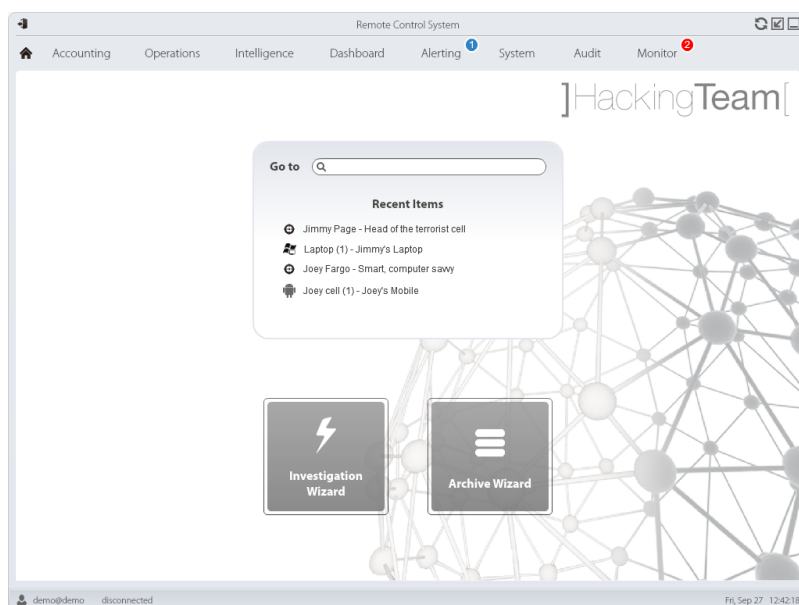 Remote Control System
Accounting Operations Intelligence Dashboard Alerting 1 System Audit Monitor 2
]HackingTeam[
Go to
Recent Items
Jimmy Page - Head of the terrorist cell
Laptop (1) - Jimmy's Laptop
Joey Fargo - Smart, computer savvy
Joey cell (1) - Joey's Mobile
Investigation
Wizard
Archive Wizard
demo@demo disconnected Fri, Sep 27 12:42:18